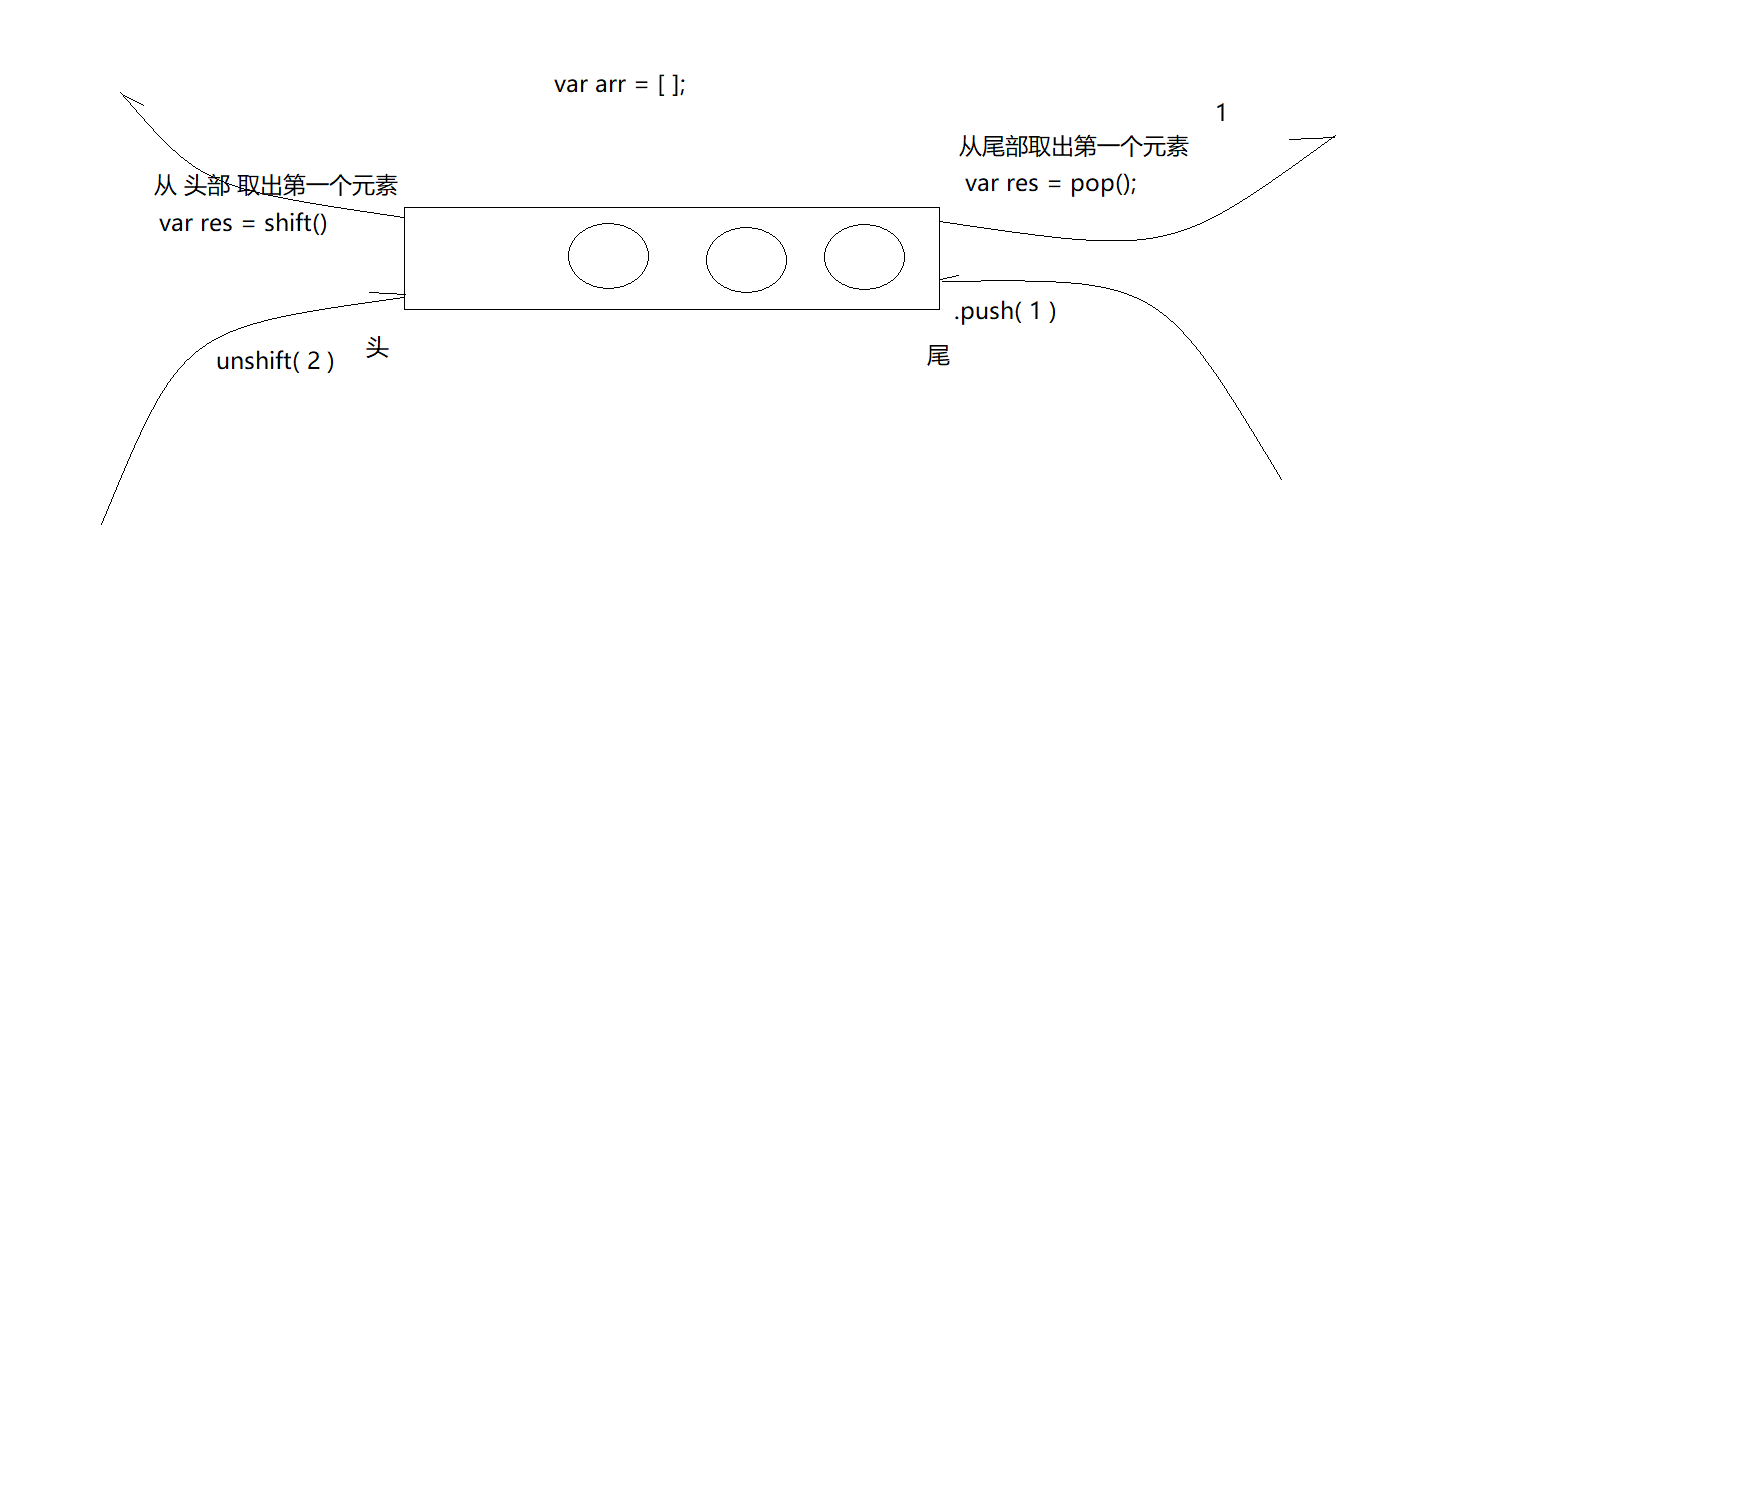 var arr = [ ];
1
从尾部取出第一个元素
var res = pop();
从 头部 取出第一个元素
var res = shift()
.push( 1 )
头
尾
unshift( 2 )